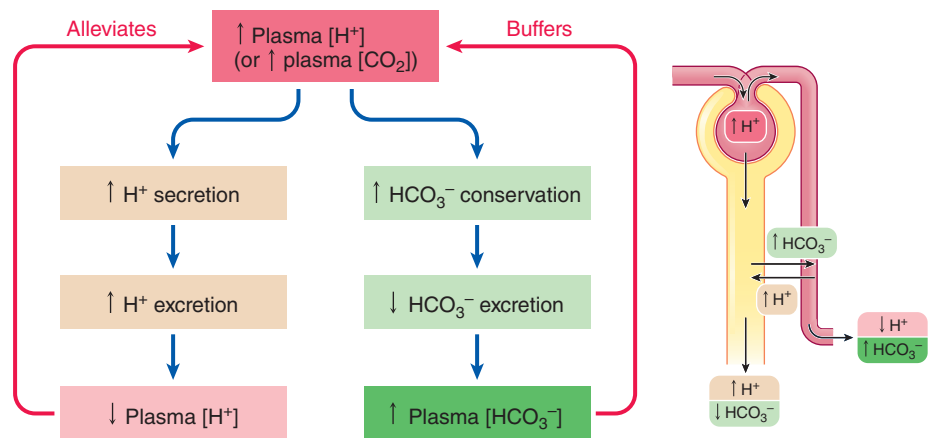 Alleviates
Buffers
↑ Plasma [H⁺]
(or ↑ plasma [CO₂])
↑ H⁺ secretion
↑ HCO₃⁻ conservation
↑ H⁺ excretion
↓ HCO₃⁻ excretion
↓ Plasma [H⁺]
↑ Plasma [HCO₃⁻]
↑ H⁺
↑ HCO₃⁻
↑ H⁺
↓ H⁺
↑ HCO₃⁻
↑ H⁺
↓ HCO₃⁻